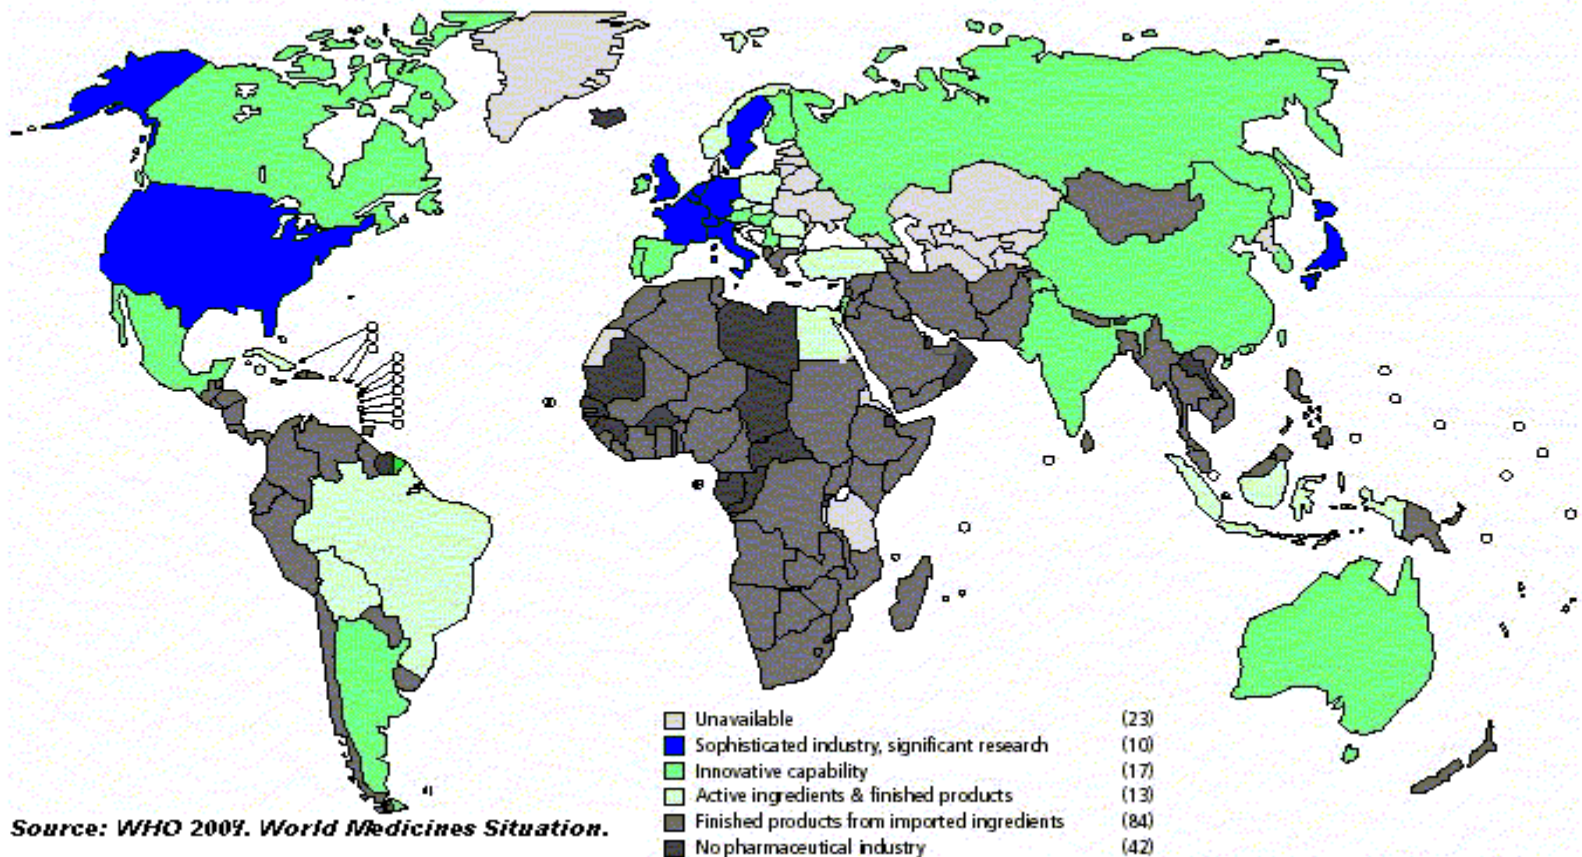 Unavailable (23)
Sophisticated industry, significant research (10)
Innovative capability (17)
Active ingredients & finished products (13)
Finished products from imported ingredients (84)
No pharmaceutical industry (42)
Source: WHO. World Medicines Situation.